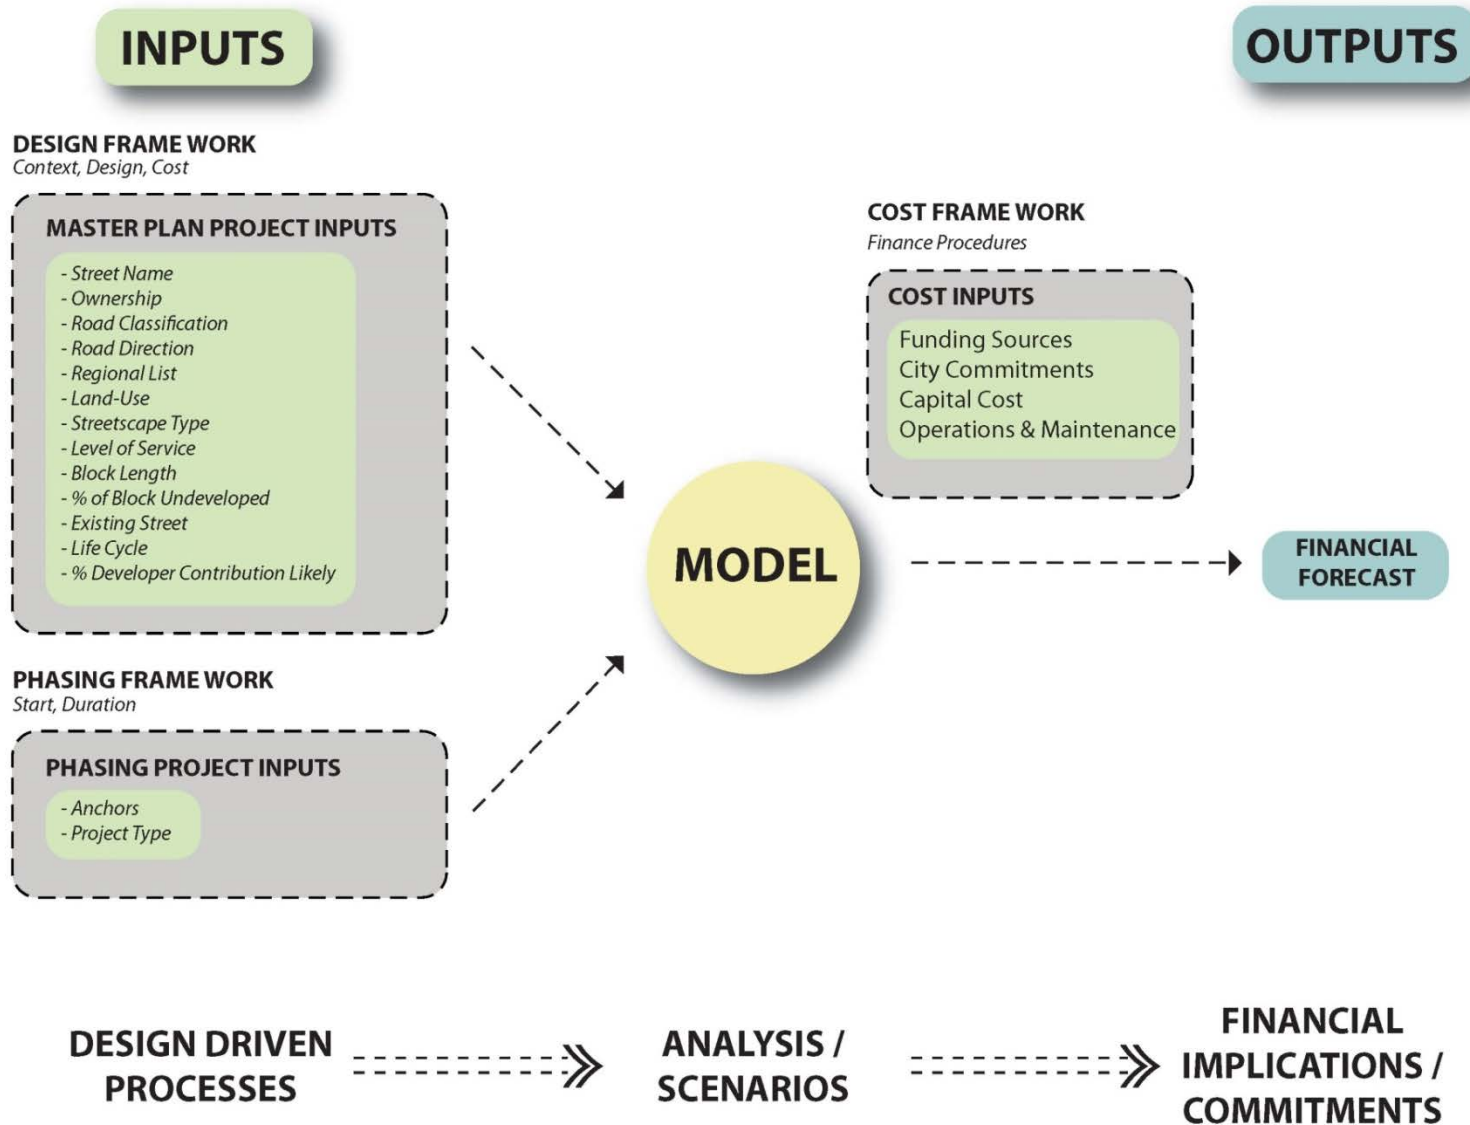 INPUTS
OUTPUTS
DESIGN FRAME WORK
Context, Design, Cost
MASTER PLAN PROJECT INPUTS
- Street Name
- Ownership
- Road Classification
- Road Direction
- Regional List
- Land-Use
- Streetscape Type
- Level of Service
- Block Length
- % of Block Undeveloped
- Existing Street
- Life Cycle
- % Developer Contribution Likely
PHASING FRAME WORK
Start, Duration
PHASING PROJECT INPUTS
- Anchors
- Project Type
MODEL
COST FRAME WORK
Finance Procedures
COST INPUTS
Funding Sources
City Commitments
Capital Cost
Operations & Maintenance
FINANCIAL
FORECAST
DESIGN DRIVEN
PROCESSES
ANALYSIS /
SCENARIOS
FINANCIAL
IMPLICATIONS /
COMMITMENTS